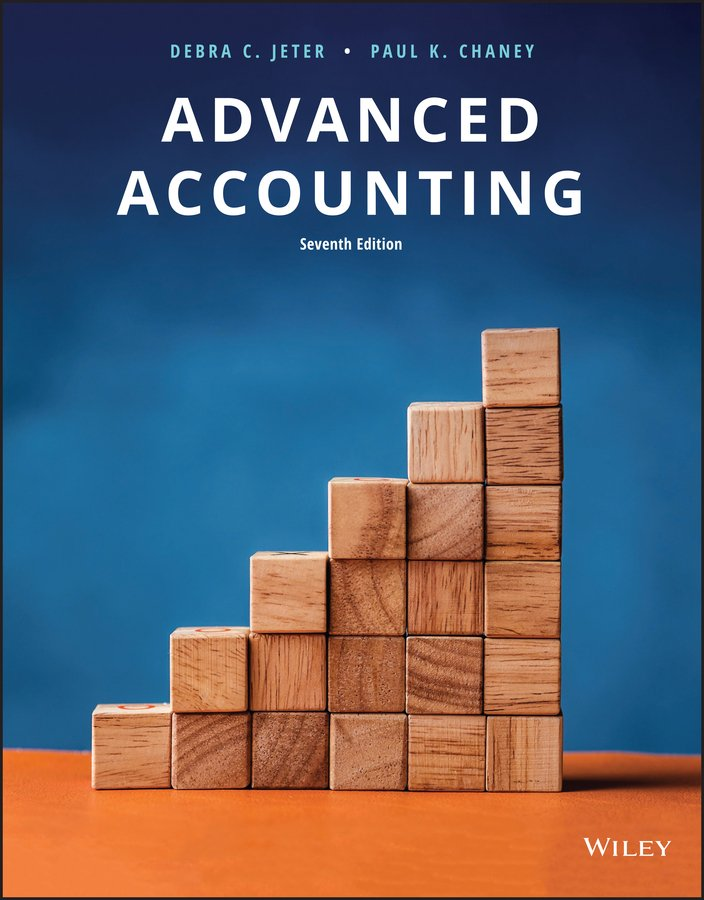 DEBRA C. JETER • PAUL K. CHANEY
ADVANCED
ACCOUNTING
Seventh Edition
WILEY